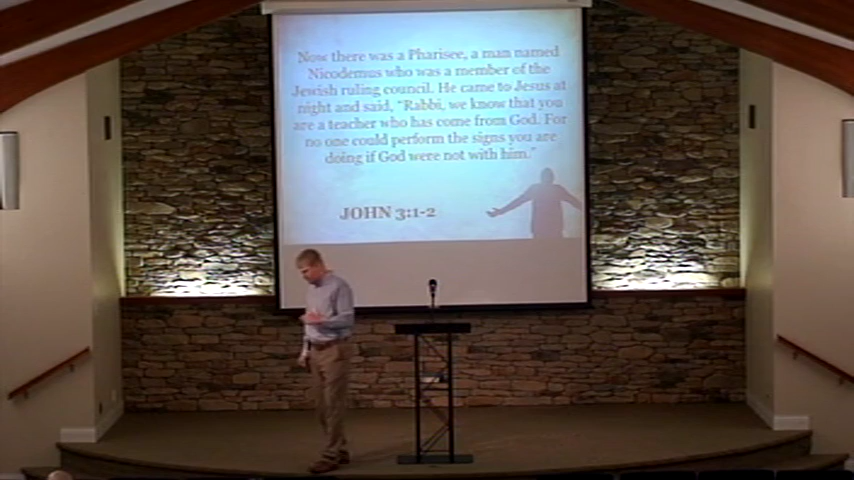 Now there was a Pharisee, a man named
Nicodemus who was a member of the
Jewish ruling council. He came to Jesus at
night and said, "Rabbi, we know that you
are a teacher who has come from God. For
no one could perform the signs you are
doing if God were not with him."
JOHN 3:1-2